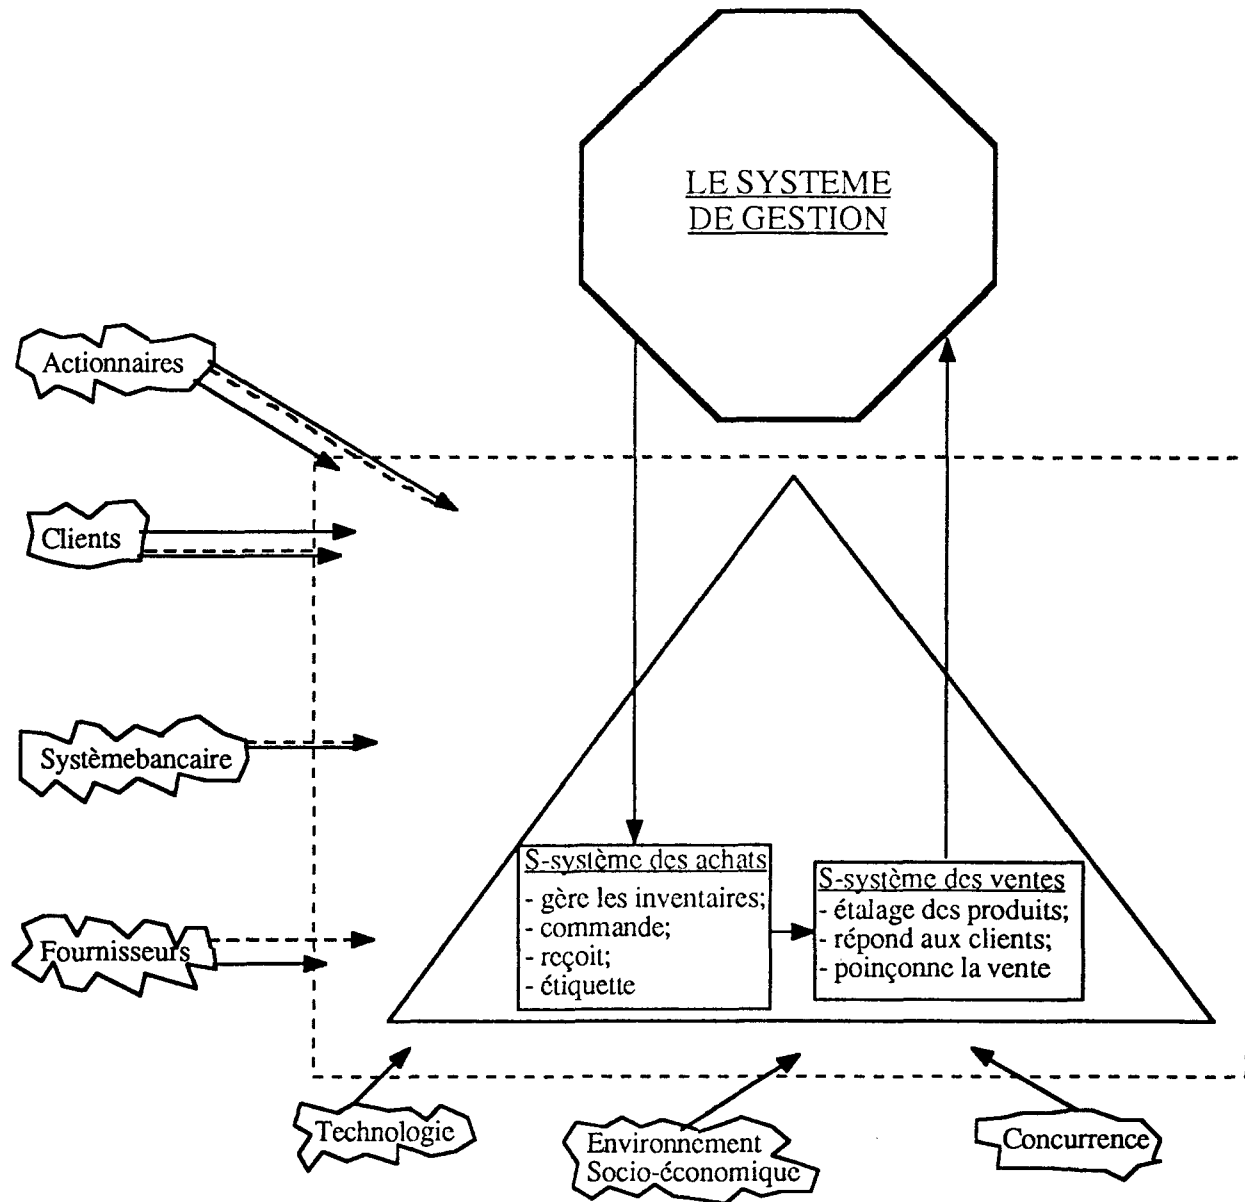 LE SYSTEME
DE GESTION
Actionnaires
Clients
Systèmebancaire
Fournisseurs
S-système des achats
- gère les inventaires;
- commande;
- reçoit;
- étiquette
S-système des ventes
- étalage des produits;
- répond aux clients;
- poinçonne la vente
Technologie
Environnement
Socio-économique
Concurrence